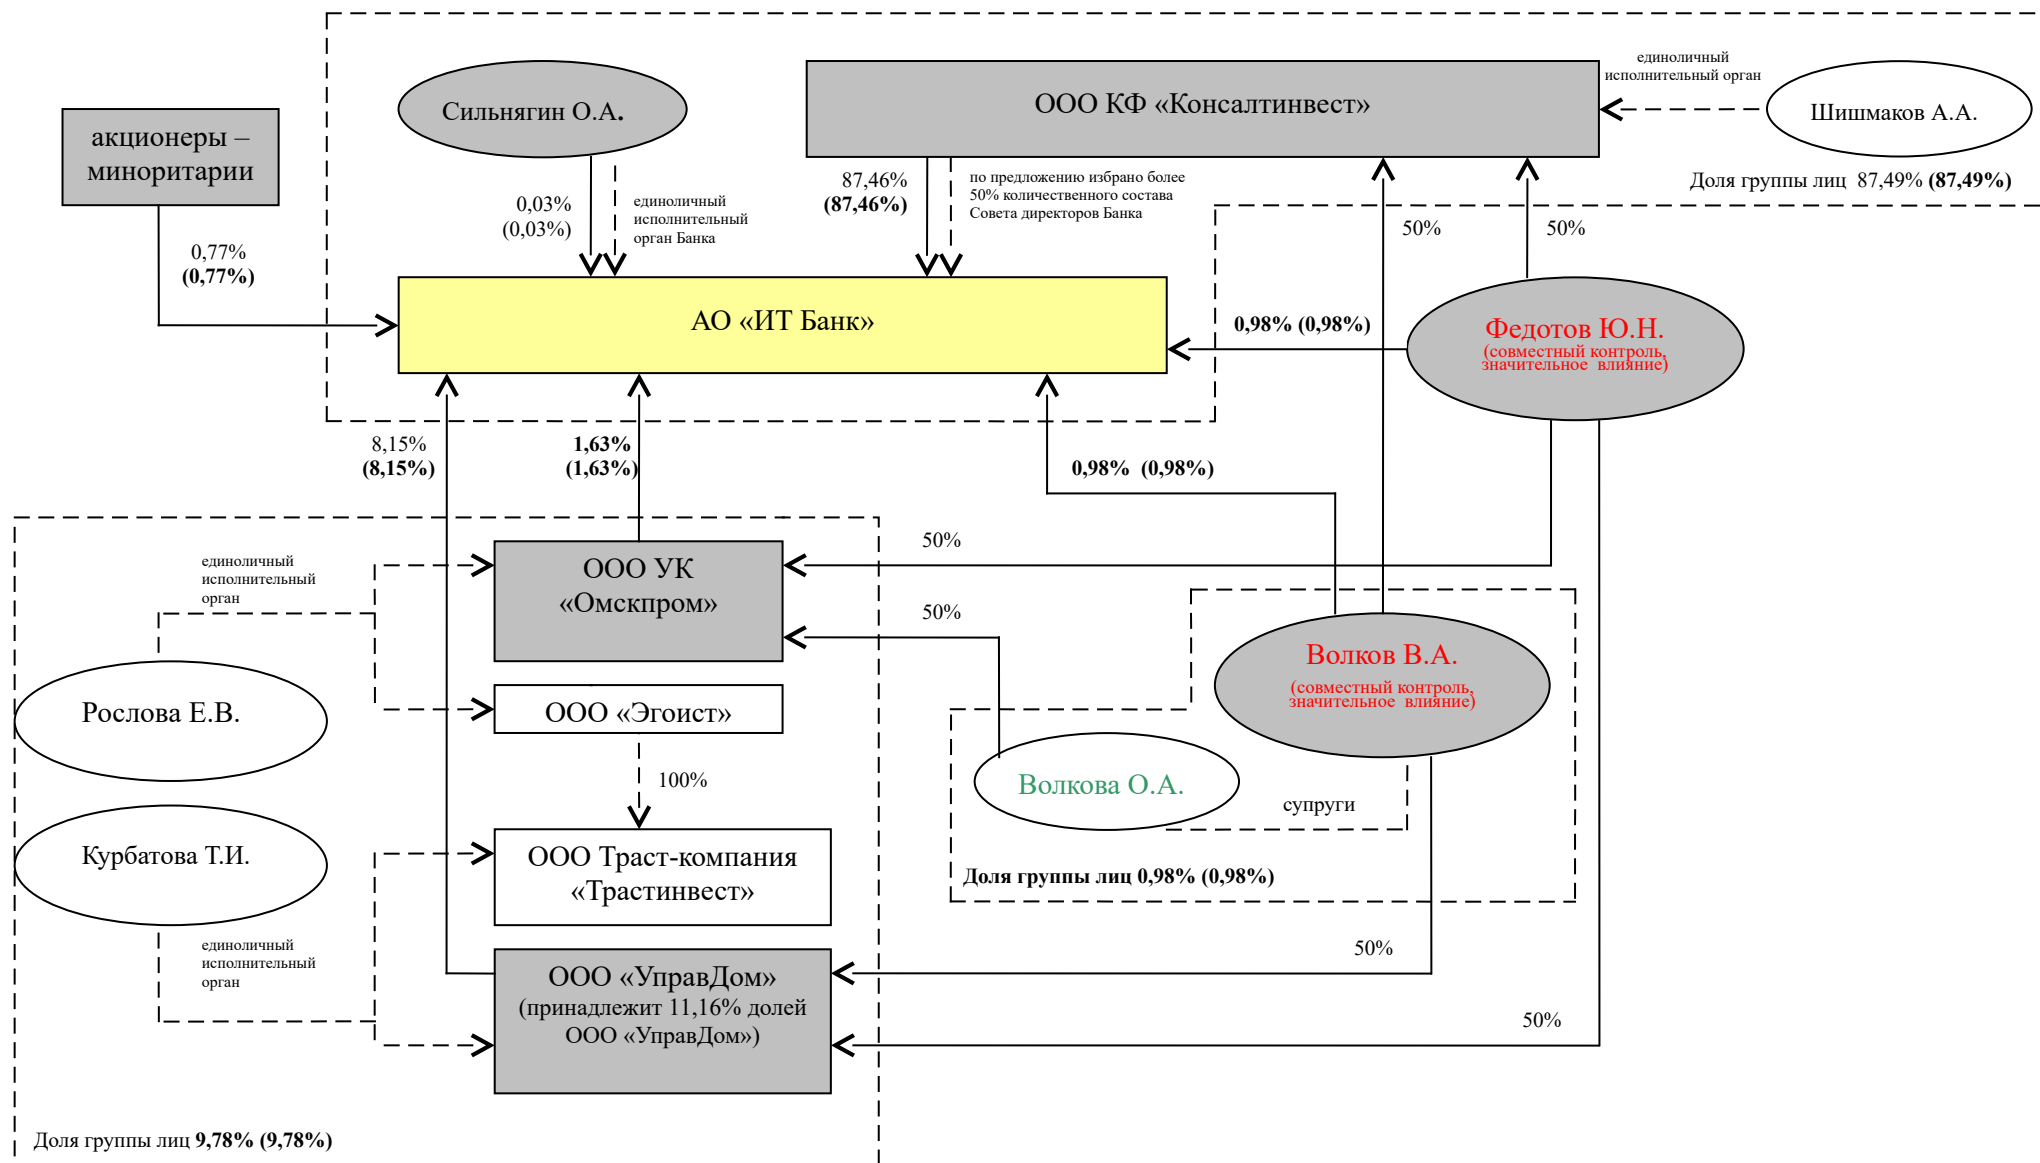 единоличный
исполнительный орган
Сильнягин О.А.
ООО КФ «Консалтинвест»
Шишмаков А.А.
акционеры –
миноритарии
0,03%
(0,03%)
единоличный
исполнительный
орган Банка
87,46%
(87,46%)
по предложению избрано более
50% количественного состава
Совета директоров Банка
Доля группы лиц 87,49% (87,49%)
50%
50%
0,77%
(0,77%)
АО «ИТ Банк»
0,98% (0,98%)
Федотов Ю.Н.
(совместный контроль,
значительное влияние)
8,15%
(8,15%)
1,63%
(1,63%)
0,98% (0,98%)
единоличный
исполнительный
орган
ООО УК
«Омскпром»
50%
50%
Волков В.А.
(совместный контроль,
значительное влияние)
Рослова Е.В.
ООО «Эгоист»
100%
Волкова О.А.
супруги
Курбатова Т.И.
ООО Траст-компания
«Трастинвест»
Доля группы лиц 0,98% (0,98%)
единоличный
исполнительный
орган
ООО «УправДом»
(принадлежит 11,16% долей
ООО «УправДом»)
50%
50%
Доля группы лиц 9,78% (9,78%)